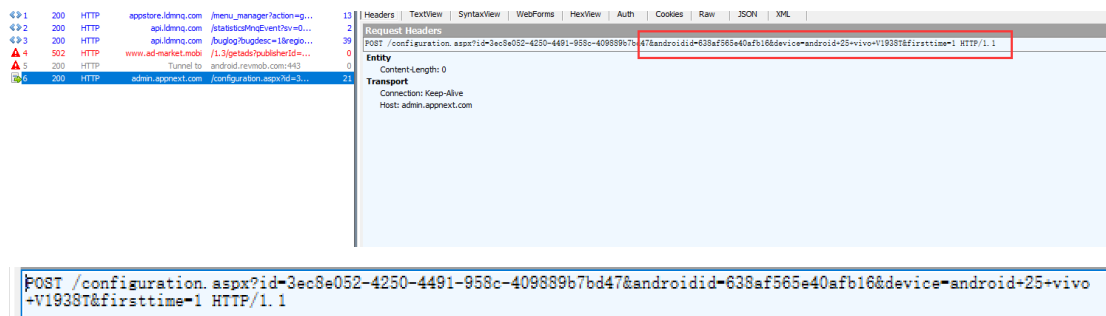 1 200 HTTP appstore.ldmnq.com /menu_manager?action=g... 13
2 200 HTTP api.ldmnq.com /statisticsMnqEvent?sv=0... 2
3 200 HTTP api.ldmnq.com /buglog?bugdesc=1&regio... 39
4 502 HTTP www.ad-market.mobi /1.3/getads?publisherId=... 0
5 200 HTTP Tunnel to android.revmob.com:443 0
6 200 HTTP admin.appnext.com /configuration.aspx?id=3... 21
Headers TextView SyntaxView WebForms HexView Auth Cookies Raw JSON XML
Request Headers
POST /configuration.aspx?id=3ec8e052-4250-4491-958c-409889b7bd47&androidid=638af565e40afb16&device=android+25+vivo+V1938T&firsttime=1 HTTP/1.1
Entity
Content-Length: 0
Transport
Connection: Keep-Alive
Host: admin.appnext.com
POST /configuration.aspx?id=3ec8e052-4250-4491-958c-409889b7bd47&androidid=638af565e40afb16&device=android+25+vivo
+V1938T&firsttime=1 HTTP/1.1